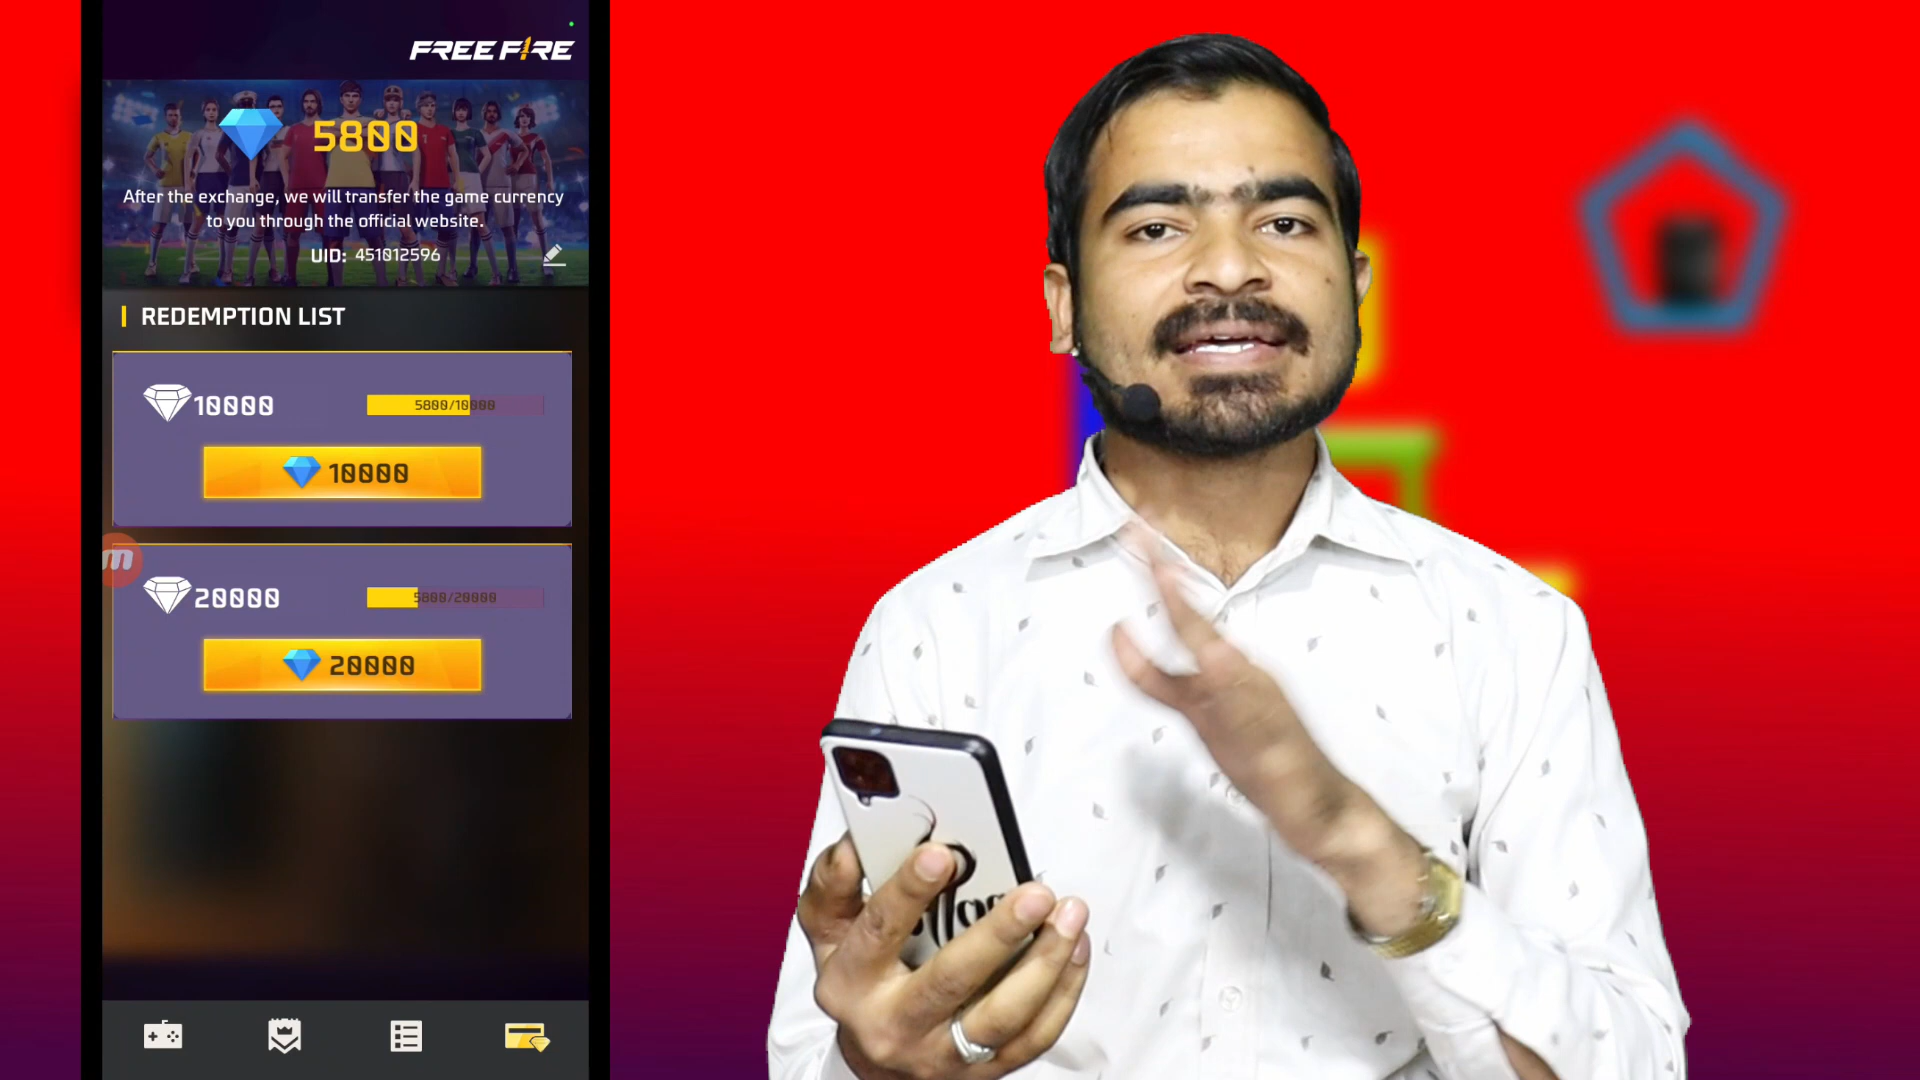 FREE FIRE
5800
After the exchange, we will transfer the game currency
to you through the official website.
UID: 451012596
REDEMPTION LIST
10000
5800/10000
10000
m
20000
5800/20000
20000